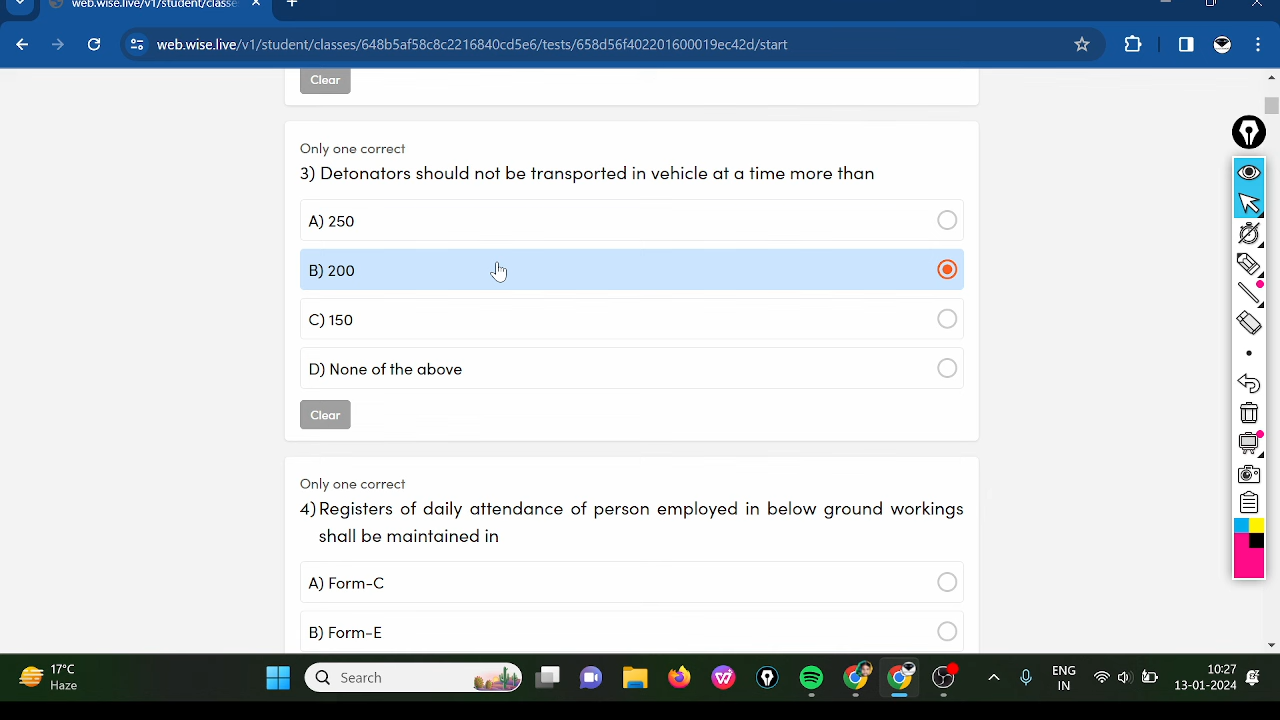 web.wise.live/v1/student/classe
web.wise.live/v1/student/classes/648b5af58c8c2216840cd5e6/tests/658d56f402201600019ec42d/start
Clear
Only one correct
3) Detonators should not be transported in vehicle at a time more than
A) 250
B) 200
C) 150
D) None of the above
Clear
Only one correct
4) Registers of daily attendance of person employed in below ground workings
shall be maintained in
A) Form-C
B) Form-E
17°C
Haze
Search
ENG
IN
10:27
13-01-2024